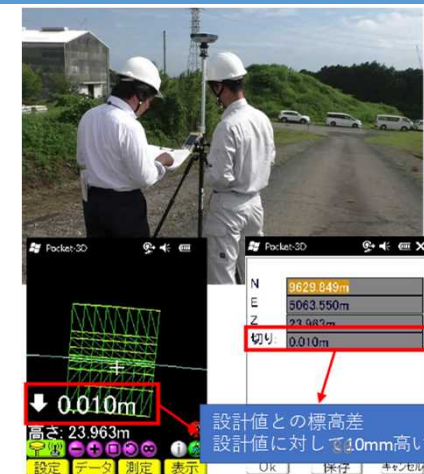 Pocket-3D
0.010m
高さ: 23.963m
設定 データ 測定 表示
Pocket-3D
N 9629.849m
E 5063.550m
Z 23.963m
切り: 0.010m
設計値との標高差
設計値に対して10mm高い
Ok 保存 キャンセル